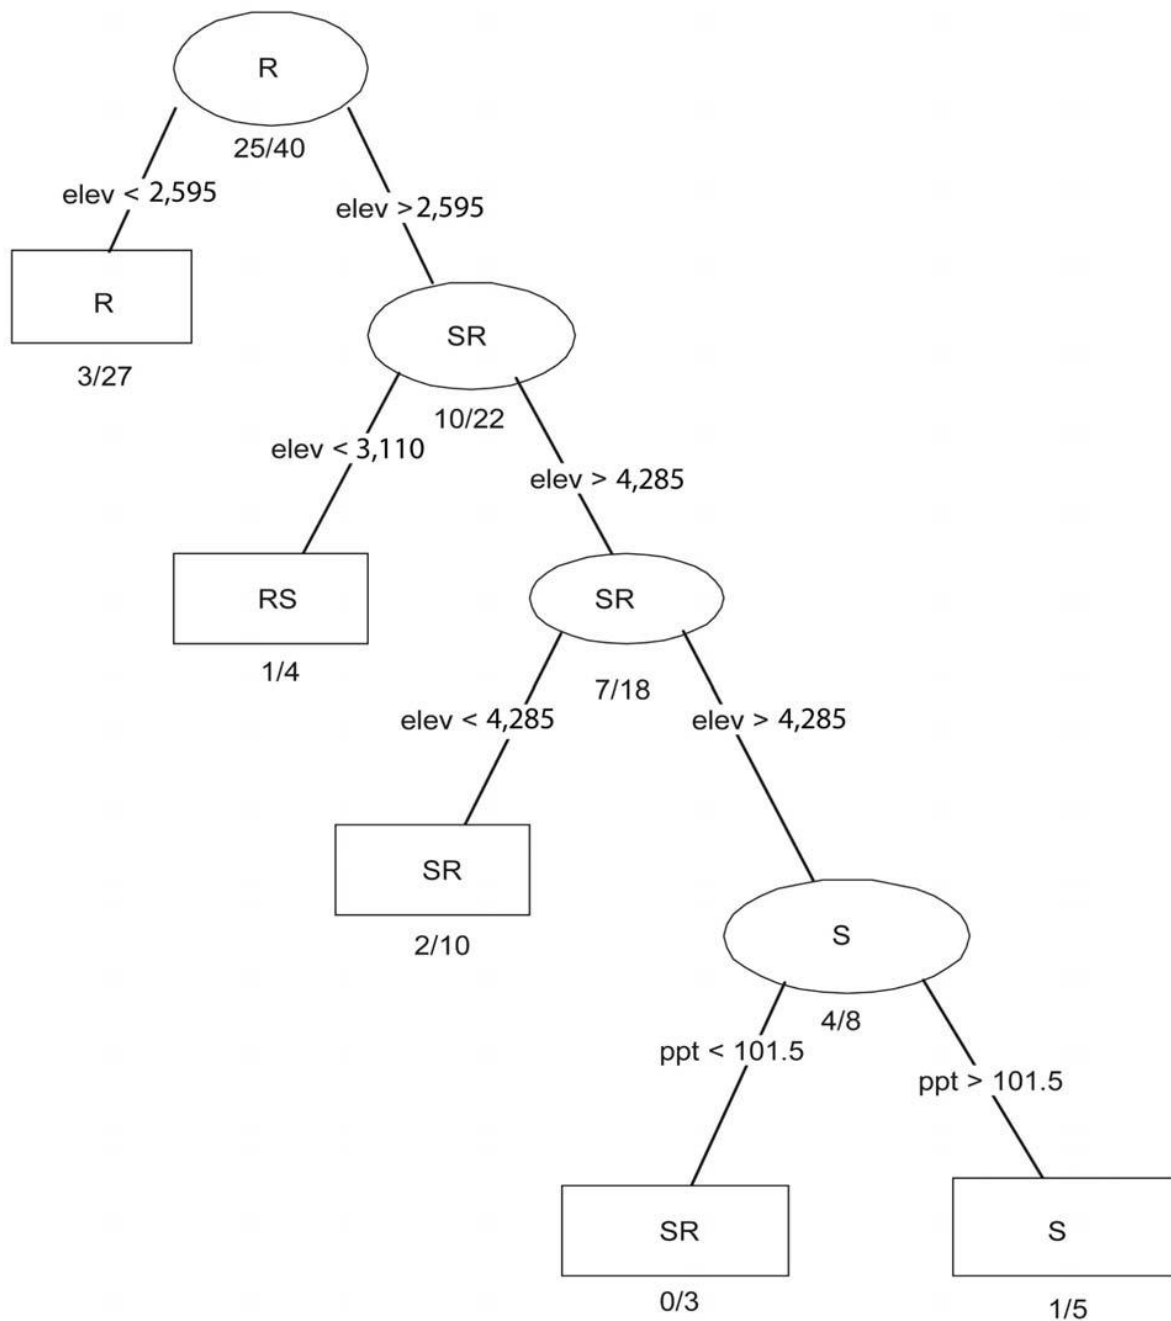 R
25/40
elev < 2,595
elev > 2,595
R
3/27
SR
10/22
elev < 3,110
elev > 4,285
RS
1/4
SR
7/18
elev < 4,285
elev > 4,285
SR
2/10
S
4/8
ppt < 101.5
ppt > 101.5
SR
0/3
S
1/5